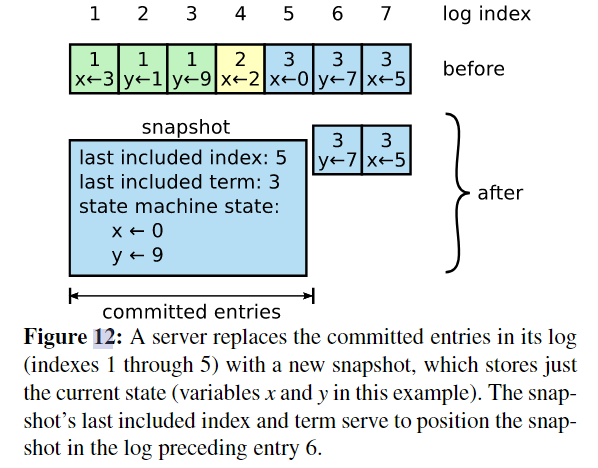 1 2 3 4 5 6 7 log index
1 1 1 2 3 3 3
x←3 y←1 y←9 x←2 x←0 y←7 x←5 before
snapshot
3 3
y←7 x←5
last included index: 5
last included term: 3
state machine state:
x ← 0
y ← 9
after
committed entries
Figure 12: A server replaces the committed entries in its log
(indexes 1 through 5) with a new snapshot, which stores just
the current state (variables x and y in this example). The snap-
shot's last included index and term serve to position the snap-
shot in the log preceding entry 6.